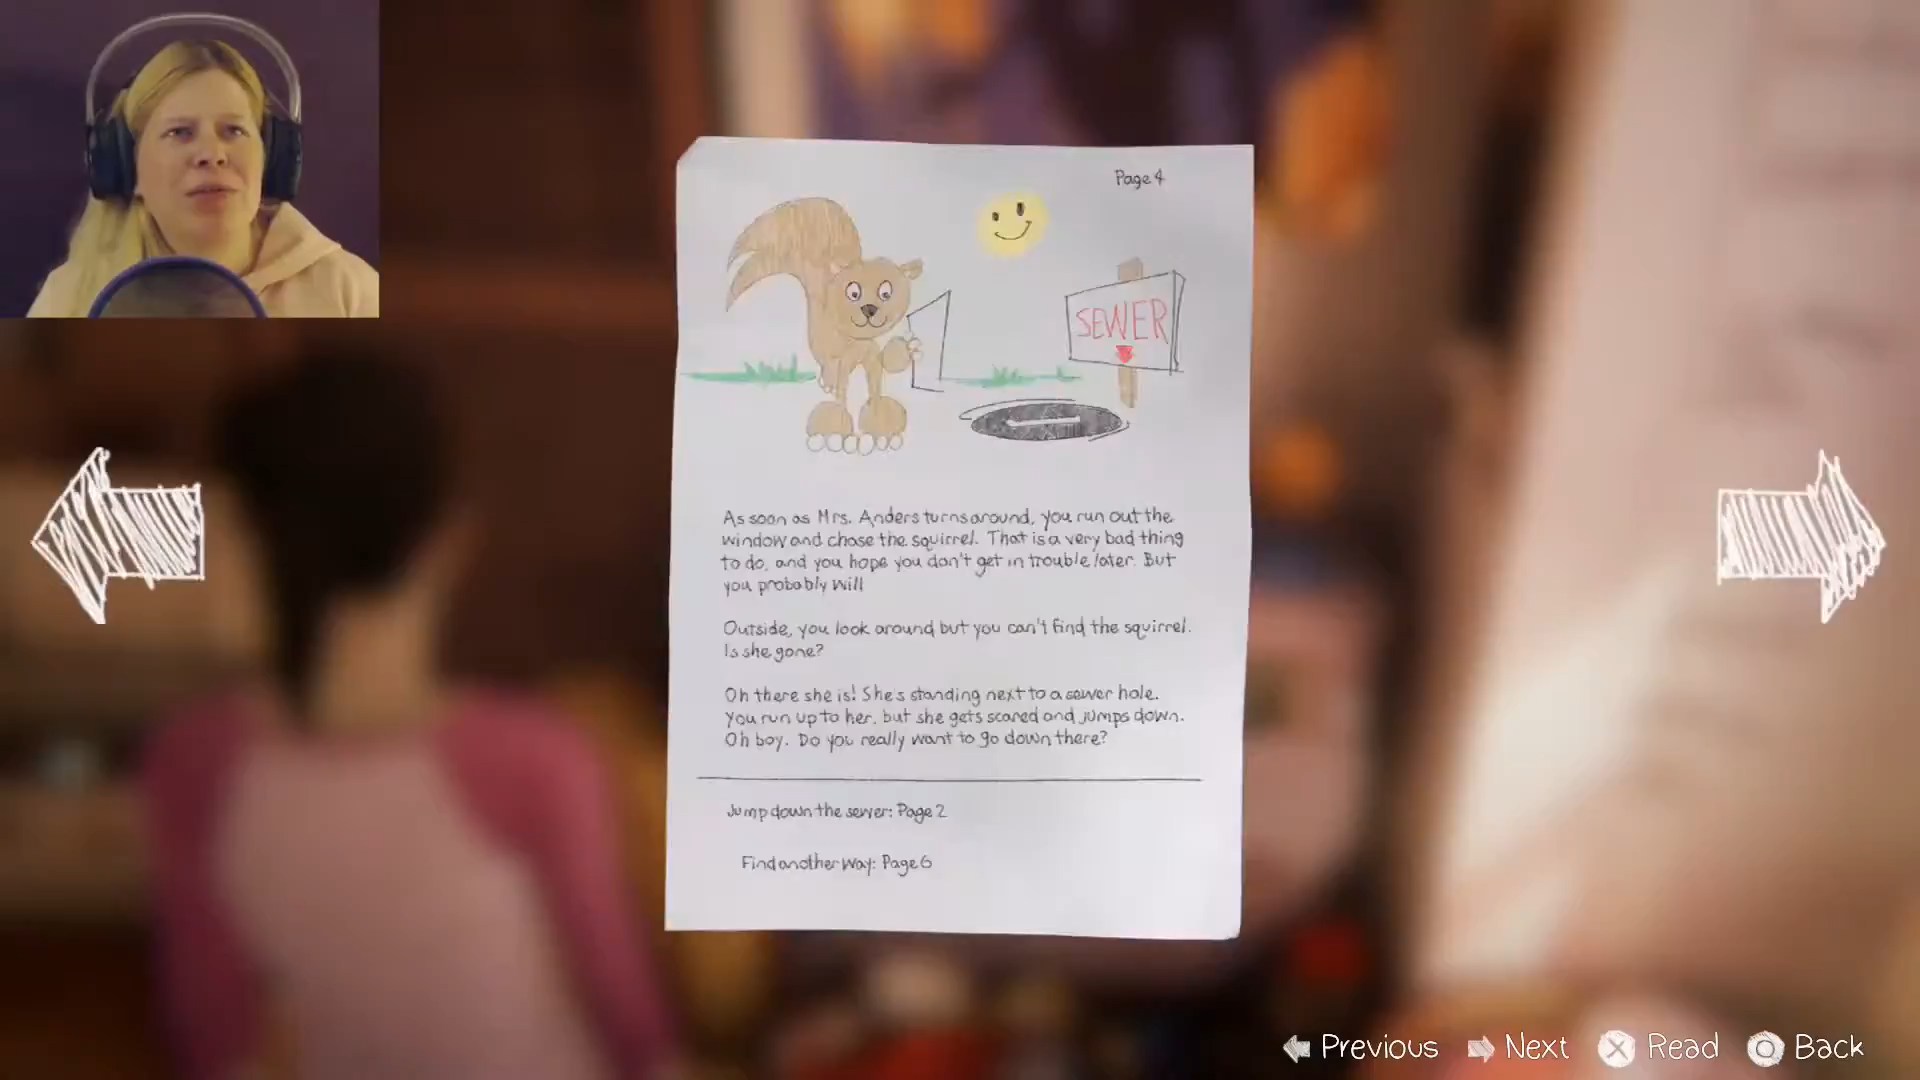 Page 4
SEWER
As soon as Mrs. Anders turns around, you run out the
window and chase the squirrel. That is a very bad thing
to do, and you hope you don't get in trouble later. But
you probably will
Outside, you look around but you can't find the squirrel.
Is she gone?
Oh there she is! She's standing next to a sewer hole.
You run up to her, but she gets scared and jumps down.
Oh boy. Do you really want to go down there?
Jump down the sewer: Page 2
Find another way: Page 6
Previous Next Read Back